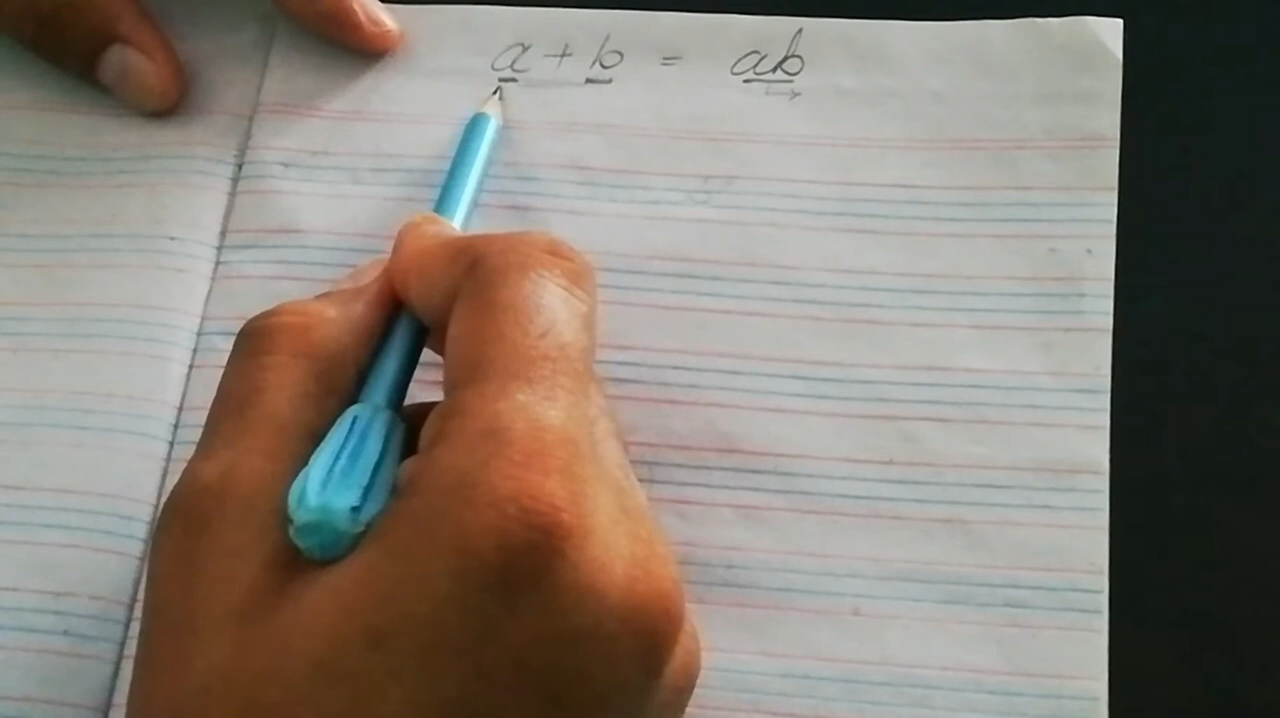 a + b = ab